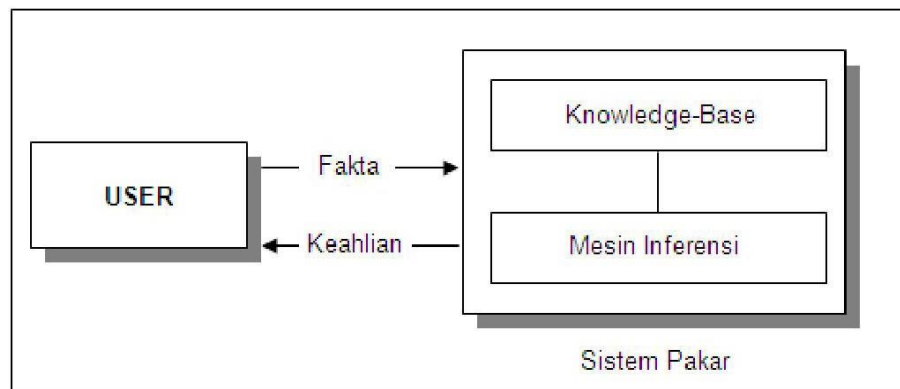 USER
Fakta
Keahlian
Knowledge-Base
Mesin Inferensi
Sistem Pakar